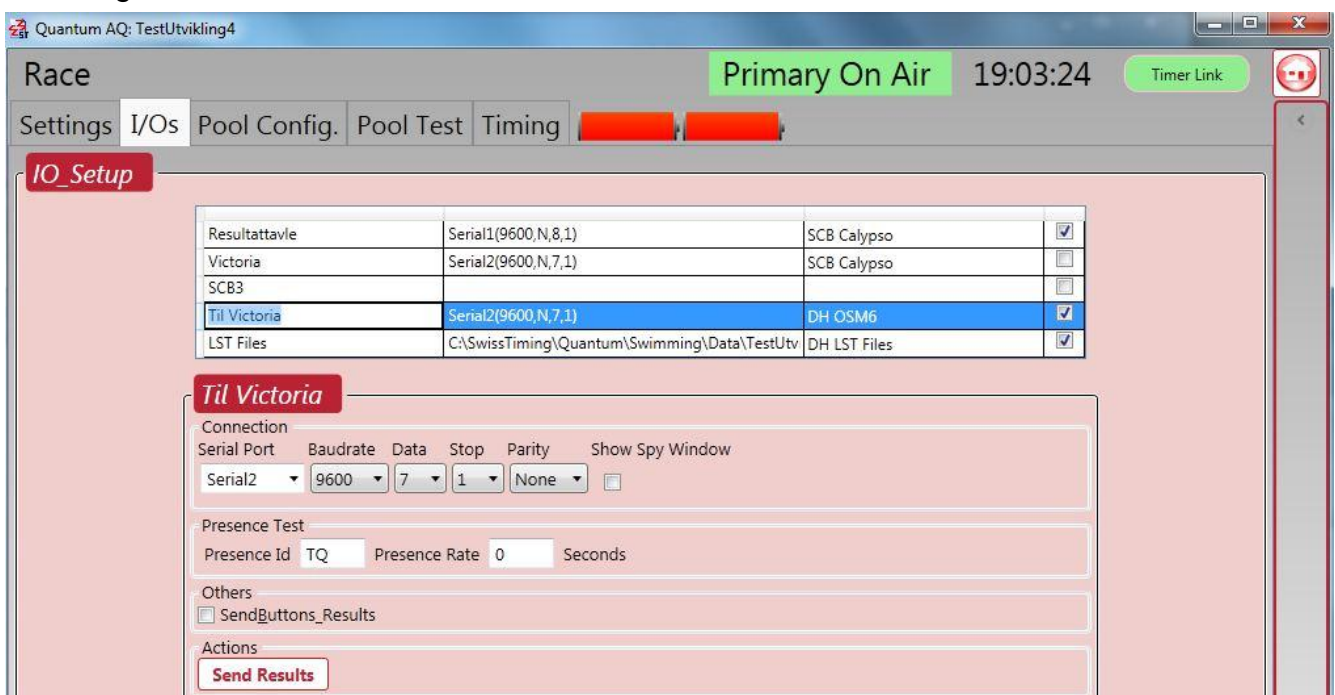 Quantum AQ: TestUtvikling4
Race Primary On Air 19:03:24 Timer Link
Settings I/Os Pool Config. Pool Test Timing
IO_Setup
Resultattavle Serial1(9600,N,8,1) SCB Calypso
Victoria Serial2(9600,N,7,1) SCB Calypso
SCB3
Til Victoria Serial2(9600,N,7,1) DH OSM6
LST Files C:\SwissTiming\Quantum\Swimming\Data\TestUtv DH LST Files
Til Victoria
Connection
Serial Port Baudrate Data Stop Parity Show Spy Window
Serial2 9600 7 1 None
Presence Test
Presence Id TQ Presence Rate 0 Seconds
Others
SendButtons_Results
Actions
Send Results